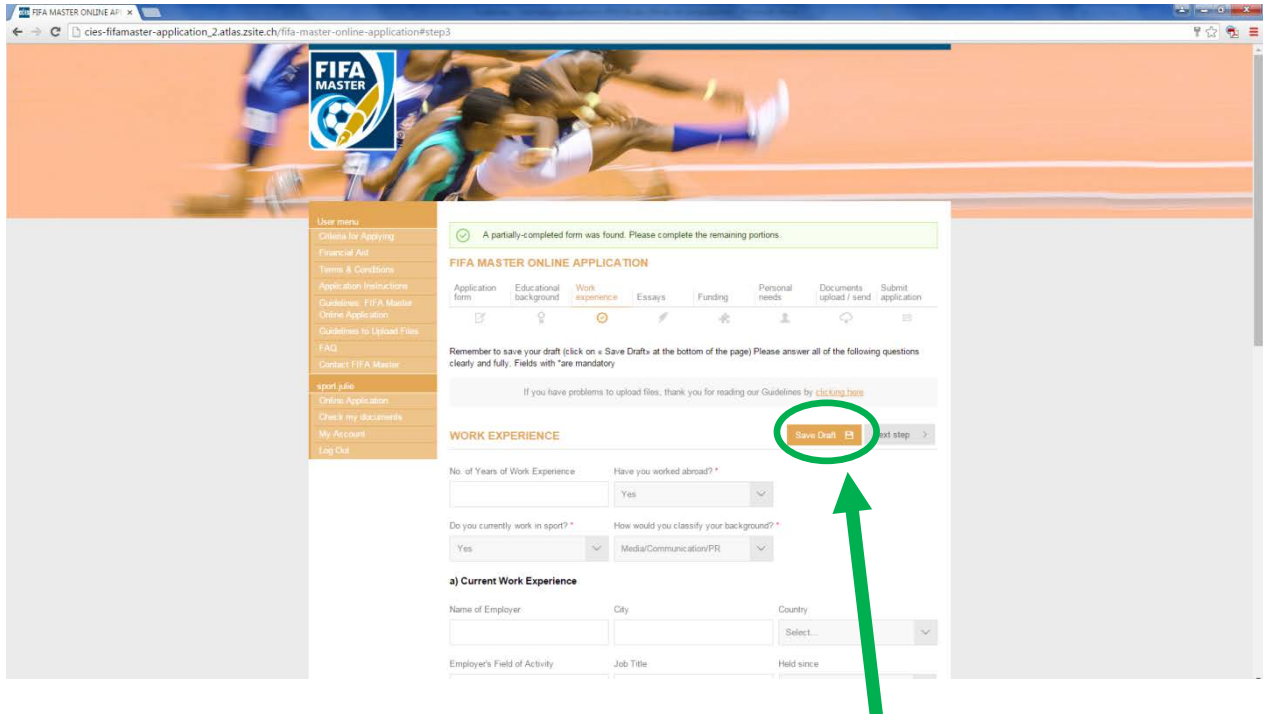 FIFA MASTER ONLINE AP
cies-fifamaster-application_2.atlas.zsite.ch/fifa-master-online-application#step3
FIFA
MASTER
User menu
Criteria for Applying
Financial Aid
Terms & Conditions
Application Instructions
Guidelines: FIFA Master
Online Application
Guidelines to Upload Files
FAQ
Contact FIFA Master
sport julie
Online Application
Check my documents
My Account
Log Out
A partially-completed form was found. Please complete the remaining portions.
FIFA MASTER ONLINE APPLICATION
Application form
Educational background
Work experience
Essays
Funding
Personal needs
Documents upload / send
Submit application
Remember to save your draft (click on « Save Draft» at the bottom of the page) Please answer all of the following questions
clearly and fully. Fields with *are mandatory
If you have problems to upload files, thank you for reading our Guidelines by clicking here
WORK EXPERIENCE
Save Draft
ext step
No. of Years of Work Experience
Have you worked abroad? *
Yes
Do you currently work in sport? *
How would you classify your background? *
Yes
Media/Communication/PR
a) Current Work Experience
Name of Employer
City
Country
Select...
Employer's Field of Activity
Job Title
Held since